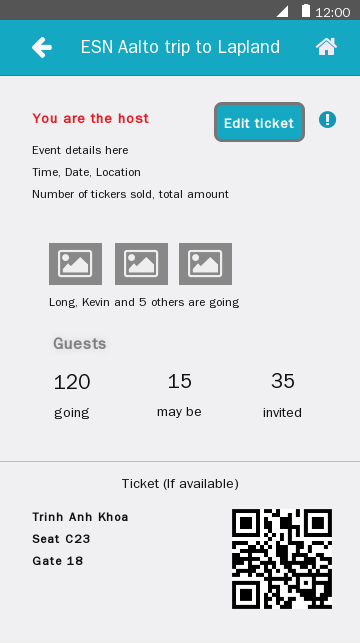 12:00
ESN Aalto trip to Lapland
You are the host
Edit ticket
Event details here
Time, Date, Location
Number of tickers sold, total amount
Long, Kevin and 5 others are going
Guests
120 15 35
going may be invited
Ticket (If available)
Trinh Anh Khoa
Seat C23
Gate 18